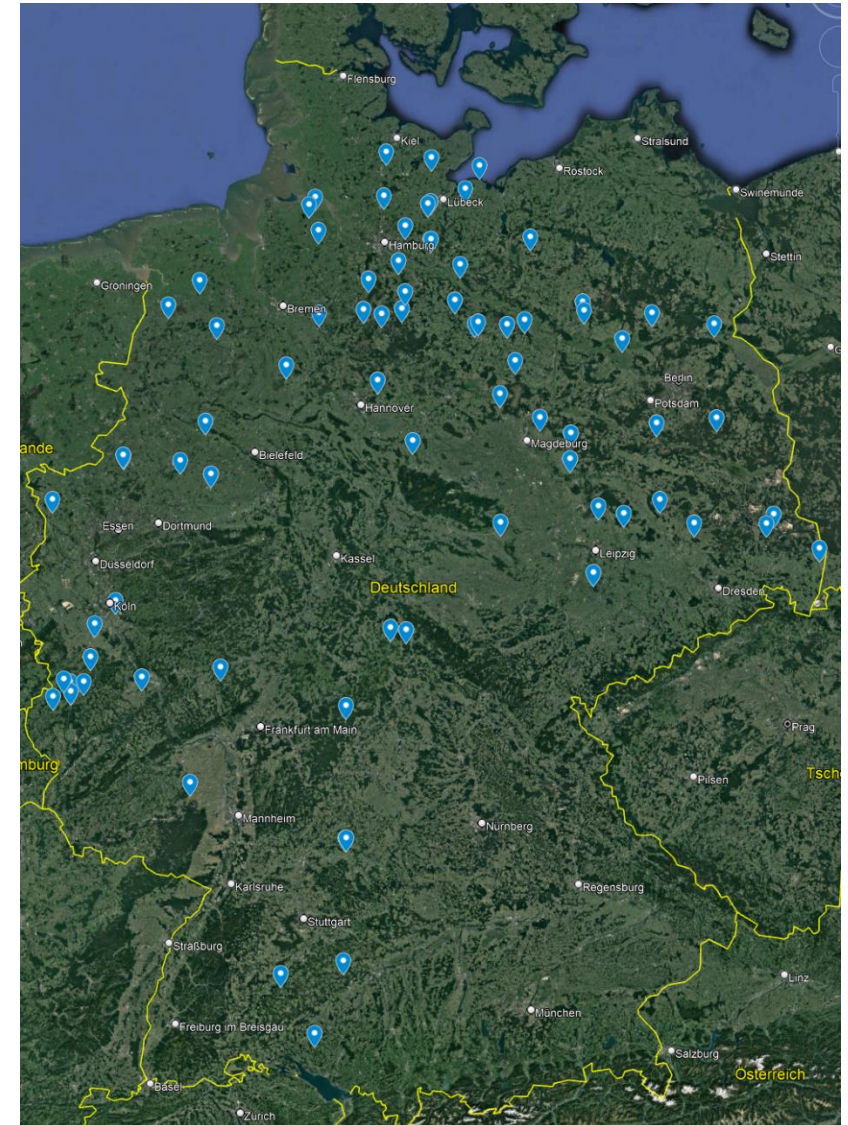 Flensburg
Kiel
Stralsund
Rostock
Swinemünde
Lübeck
Hamburg
Stettin
Groningen
Bremen
Berlin
Hannover
Potsdam
Magdeburg
ande
Bielefeld
Essen
Dortmund
Leipzig
Düsseldorf
Kassel
Deutschland
Dresden
Köln
Frankfurt am Main
Prag
mburg
Pilsen
Tsche
Mannheim
Nürnberg
Karlsruhe
Regensburg
Stuttgart
Straßburg
Linz
München
Freiburg im Breisgau
Salzburg
Österreich
Basel
Zürich